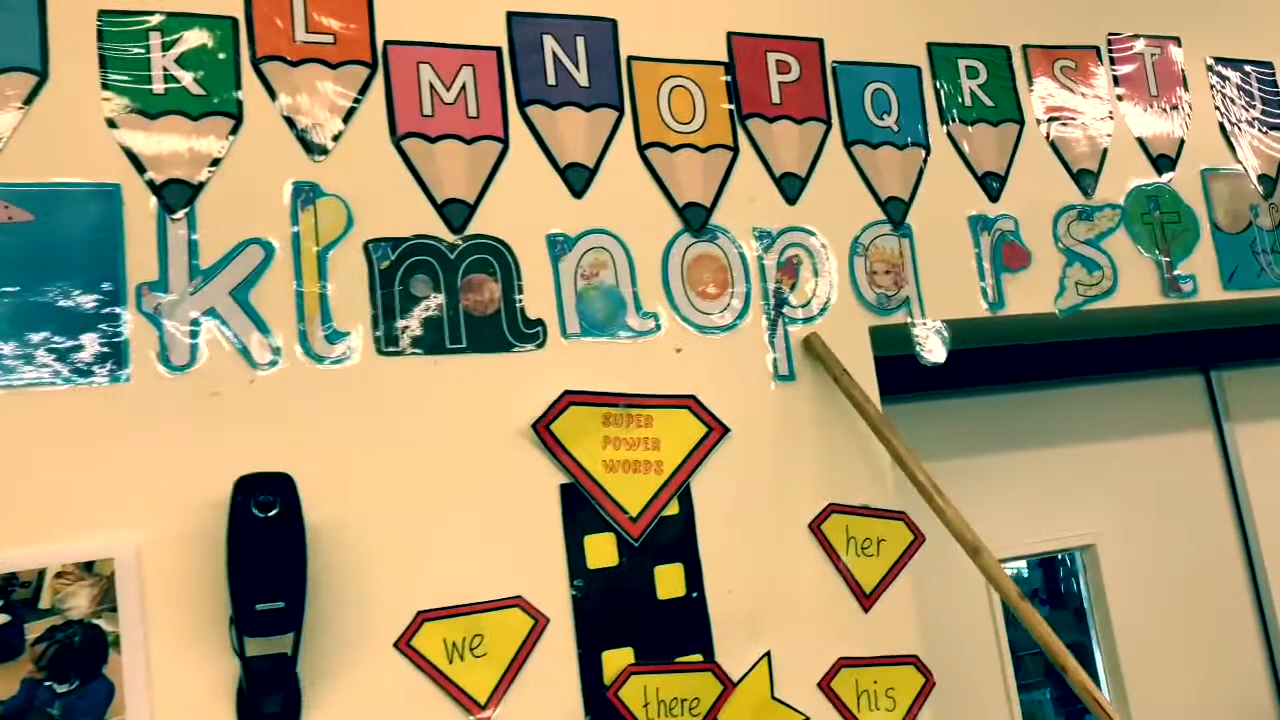 K L M N O P Q R S T U
k l m n o p q r s t
SUPER
POWER
WORDS
her
we
there
his